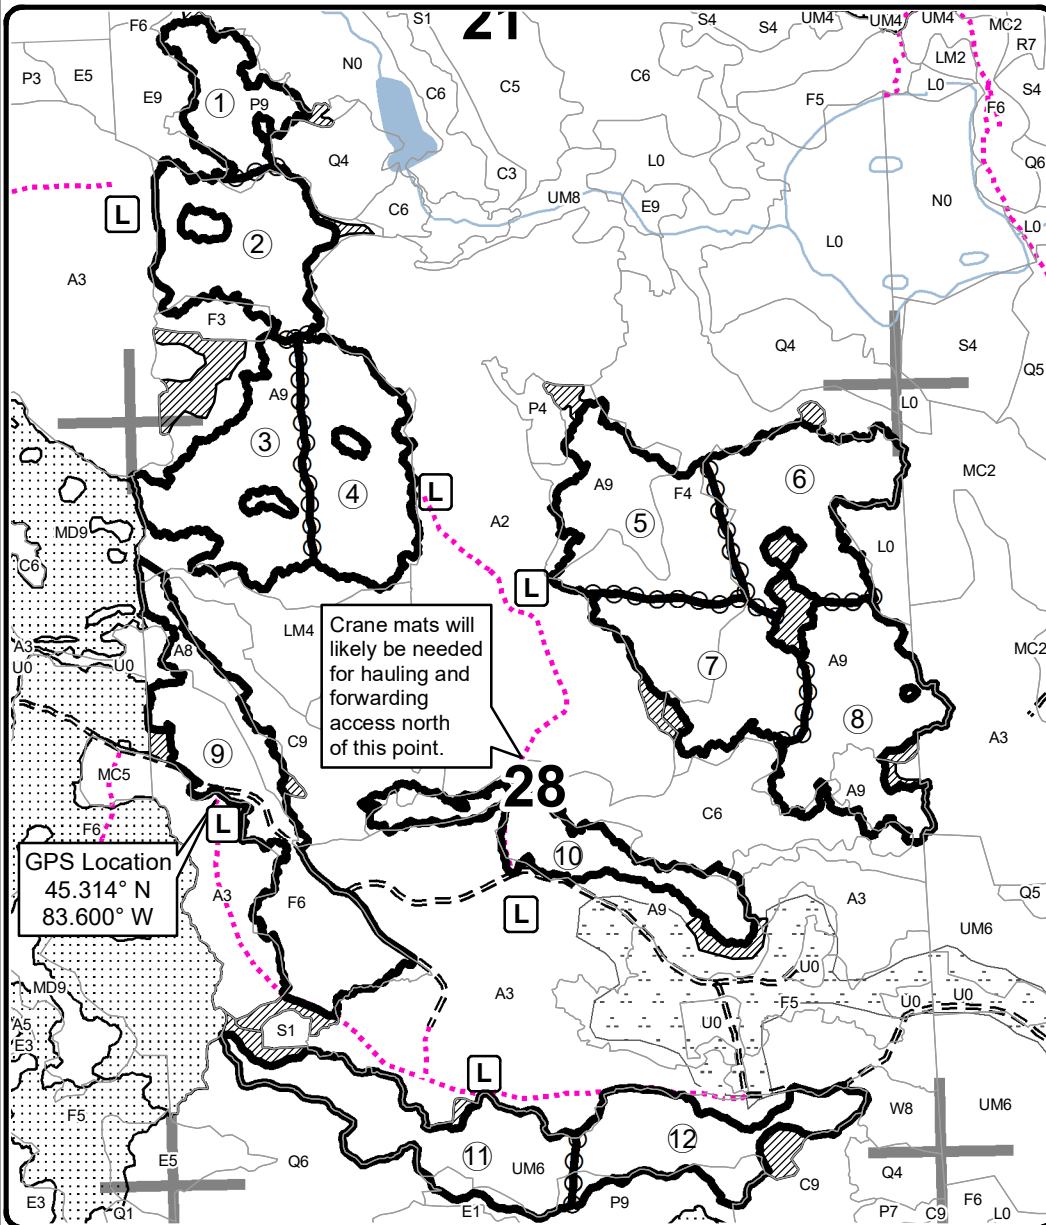 21
F6
S1
S4
S4
UM4
UM4
UM4
MC2
R7
P3
E5
N0
C6
C5
C6
LM2
L0
S4
E9
1
P9
F5
F6
Q4
L0
Q6
C3
L
C6
UM8
E9
N0
L0
L0
2
A3
F3
Q4
S4
Q5
A9
P4
L0
3
4
L
A9
F4
6
MC2
5
A2
MD9
C6
L0
L
Crane mats will
likely be needed
for hauling and
forwarding
access north
of this point.
LM4
A3
U0
U0
A8
7
A9
MC2
8
9
C9
A3
MC5
28
A9
F6
L
C6
10
GPS Location
45.314° N
83.600° W
A3
F6
L
A9
A3
Q5
UM6
U0
MD9
A3
F5
U0
U0
U0
A5
E3
S1
L
F5
W8
UM6
E5
Q6
11
UM6
12
Q4
C9
E3
Q1
E1
P9
P7
C9
F6
L0